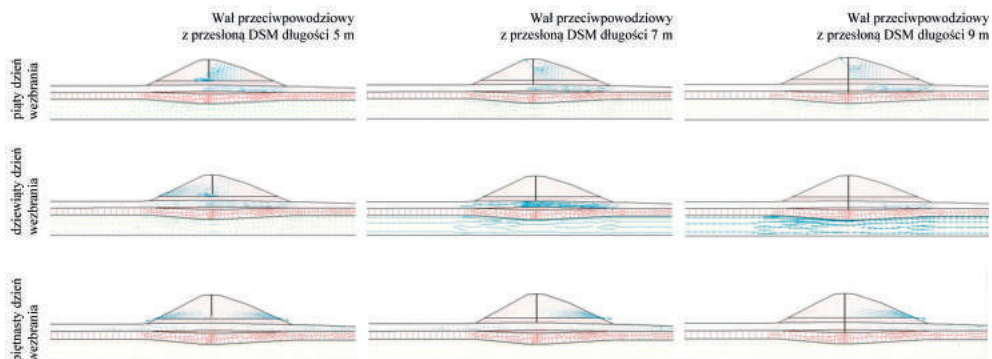 Wał przeciwpowodziowy
z przesłoną DSM długości 5 m
Wał przeciwpowodziowy
z przesłoną DSM długości 7 m
Wał przeciwpowodziowy
z przesłoną DSM długości 9 m
piąty dzień
wezbrania
dziewiąty dzień
wezbrania
piętnasty dzień
wezbrania